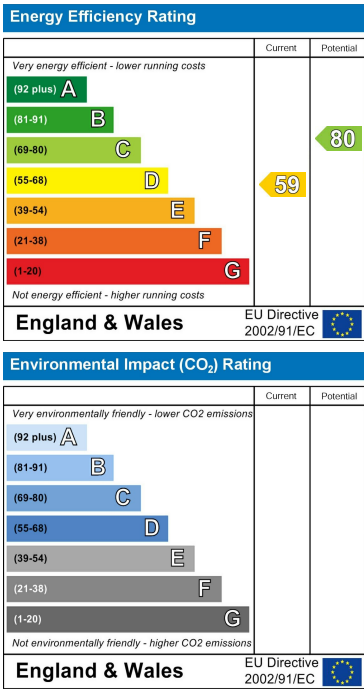 Energy Efficiency Rating
Current Potential
Very energy efficient - lower running costs
(92 plus) A
(81-91) B
(69-80) C
(55-68) D
(39-54) E
(21-38) F
(1-20) G
59
80
Not energy efficient - higher running costs
England & Wales
EU Directive
2002/91/EC
Environmental Impact (CO₂) Rating
Current Potential
Very environmentally friendly - lower CO2 emissions
(92 plus) A
(81-91) B
(69-80) C
(55-68) D
(39-54) E
(21-38) F
(1-20) G
Not environmentally friendly - higher CO2 emissions
England & Wales
EU Directive
2002/91/EC